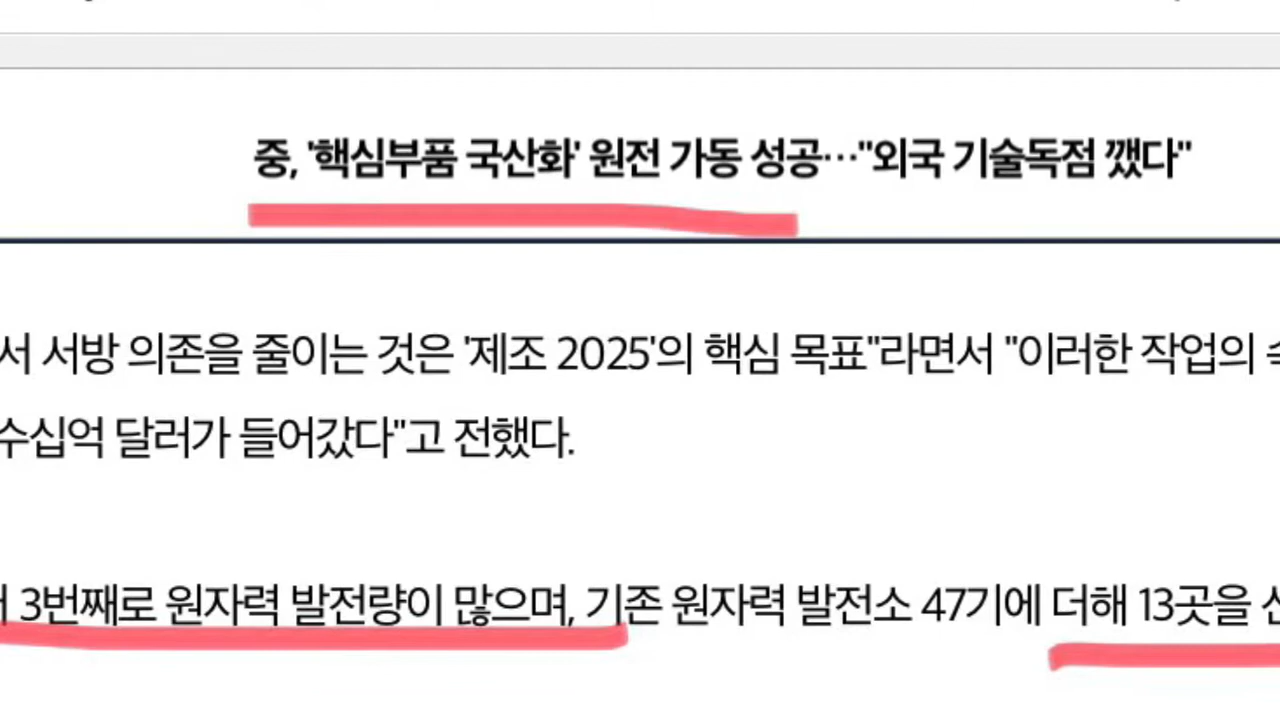 중, '핵심부품 국산화' 원전 가동 성공…"외국 기술독점 깼다"
서 서방 의존을 줄이는 것은 '제조 2025'의 핵심 목표"라면서 "이러한 작업의
수십억 달러가 들어갔다"고 전했다.
3번째로 원자력 발전량이 많으며, 기존 원자력 발전소 47기에 더해 13곳을